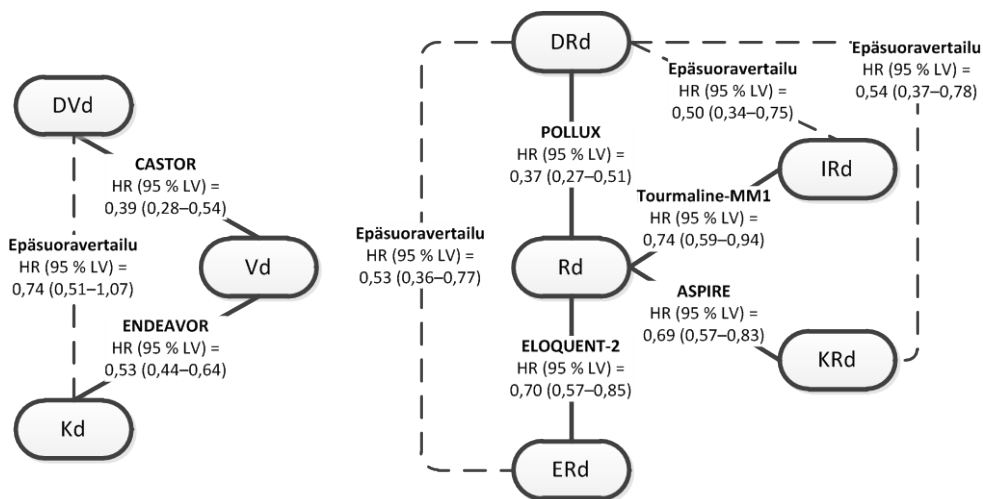 DVd
CASTOR
HR (95 % LV) =
0,39 (0,28–0,54)
Epäsuoravertailu
HR (95 % LV) =
0,74 (0,51–1,07)
Vd
ENDEAVOR
HR (95 % LV) =
0,53 (0,44–0,64)
Kd
DRd
Epäsuoravertailu
HR (95 % LV) =
0,54 (0,37–0,78)
Epäsuoravertailu
HR (95 % LV) =
0,50 (0,34–0,75)
POLLUX
HR (95 % LV) =
0,37 (0,27–0,51)
IRd
Tourmaline-MM1
HR (95 % LV) =
0,74 (0,59–0,94)
Epäsuoravertailu
HR (95 % LV) =
0,53 (0,36–0,77)
Rd
ASPIRE
HR (95 % LV) =
0,69 (0,57–0,83)
KRd
ELOQUENT-2
HR (95 % LV) =
0,70 (0,57–0,85)
ERd